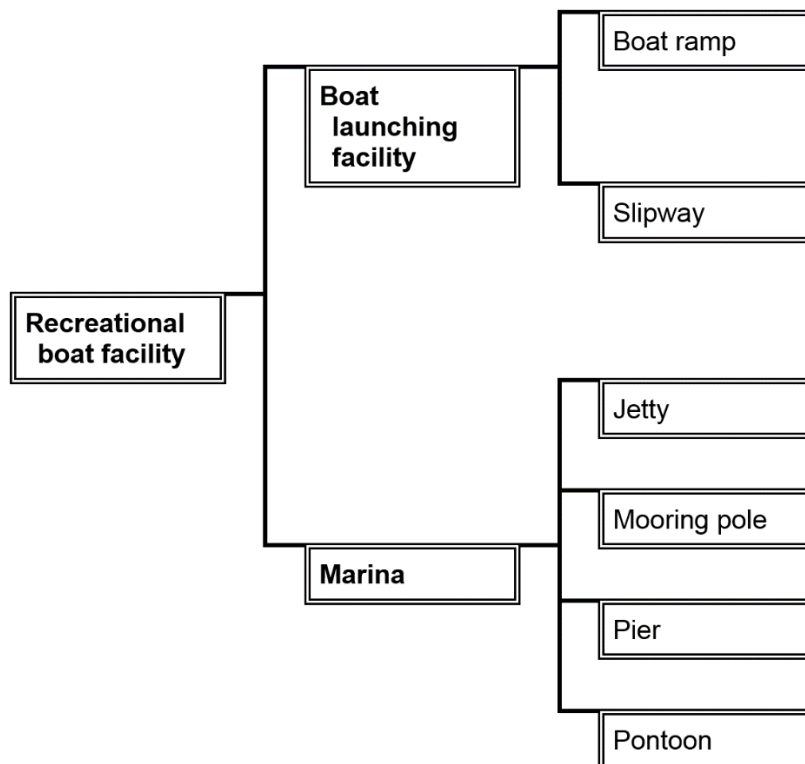 Boat ramp
Boat
launching
facility
Slipway
Recreational
boat facility
Jetty
Mooring pole
Marina
Pier
Pontoon